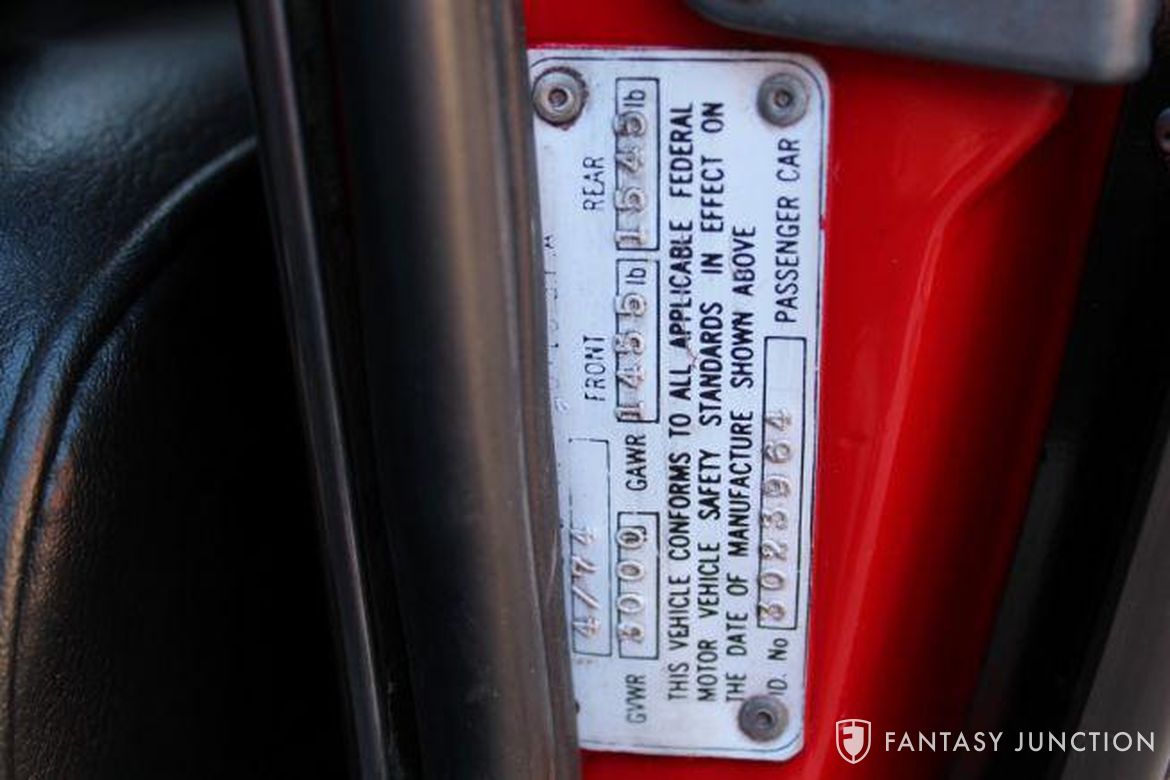 4/74
FRONT REAR
GVWR 3000 GAWR 1455 lb 1545 lb
THIS VEHICLE CONFORMS TO ALL APPLICABLE FEDERAL
MOTOR VEHICLE SAFETY STANDARDS IN EFFECT ON
THE DATE OF MANUFACTURE SHOWN ABOVE
ID. No 3023964 PASSENGER CAR
FANTASY JUNCTION